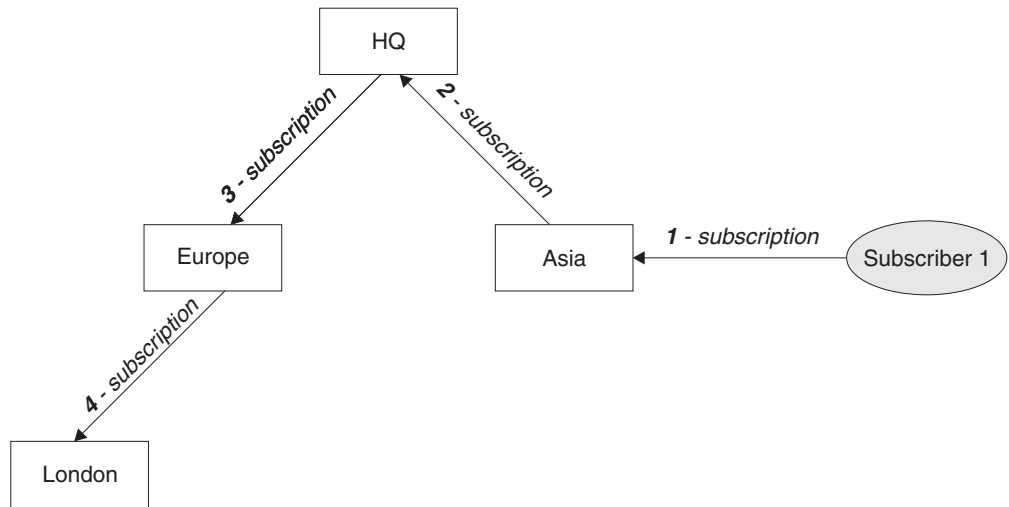 HQ
2 - subscription
3 - subscription
Europe
Asia
1 - subscription
Subscriber 1
4 - subscription
London